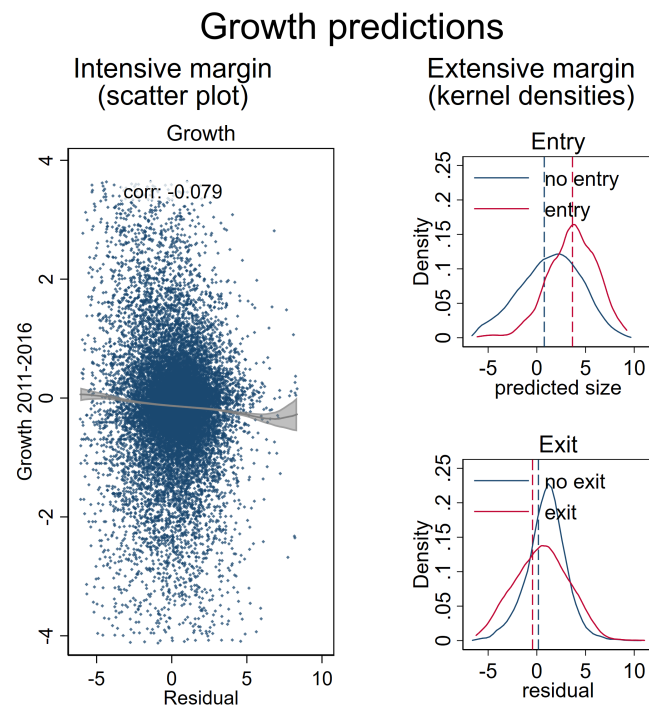 Growth predictions
Intensive margin
(scatter plot)
Growth
corr: -0.079
Growth 2011-2016
4
2
0
-2
-4
-5
0
5
10
Residual
Extensive margin
(kernel densities)
Entry
no entry
entry
Density
.25
.2
.15
.1
.05
0
-5
0
5
10
predicted size
Exit
no exit
exit
Density
.25
.2
.15
.1
.05
0
-5
0
5
10
residual